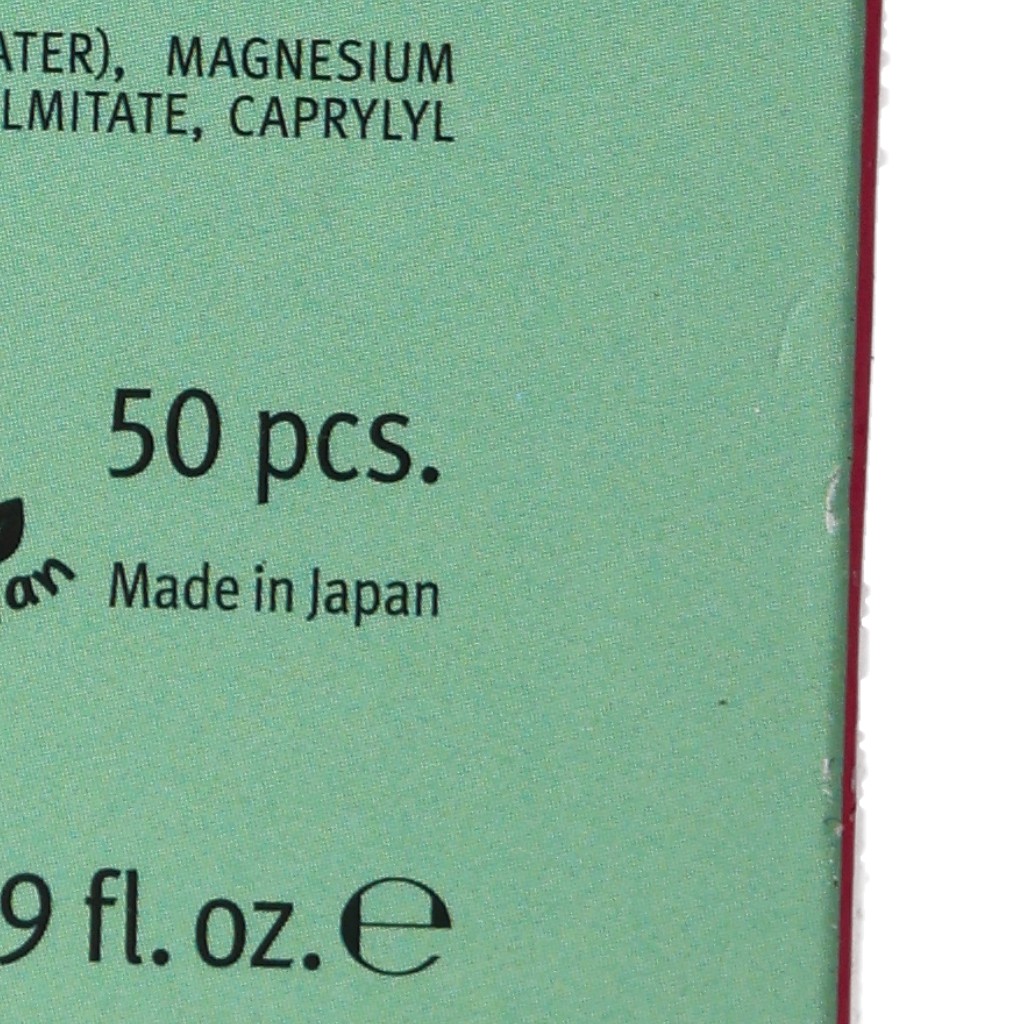 ATER), MAGNESIUM
LMITATE, CAPRYLYL
50 pcs.
an
Made in Japan
9 fl. oz. ℮